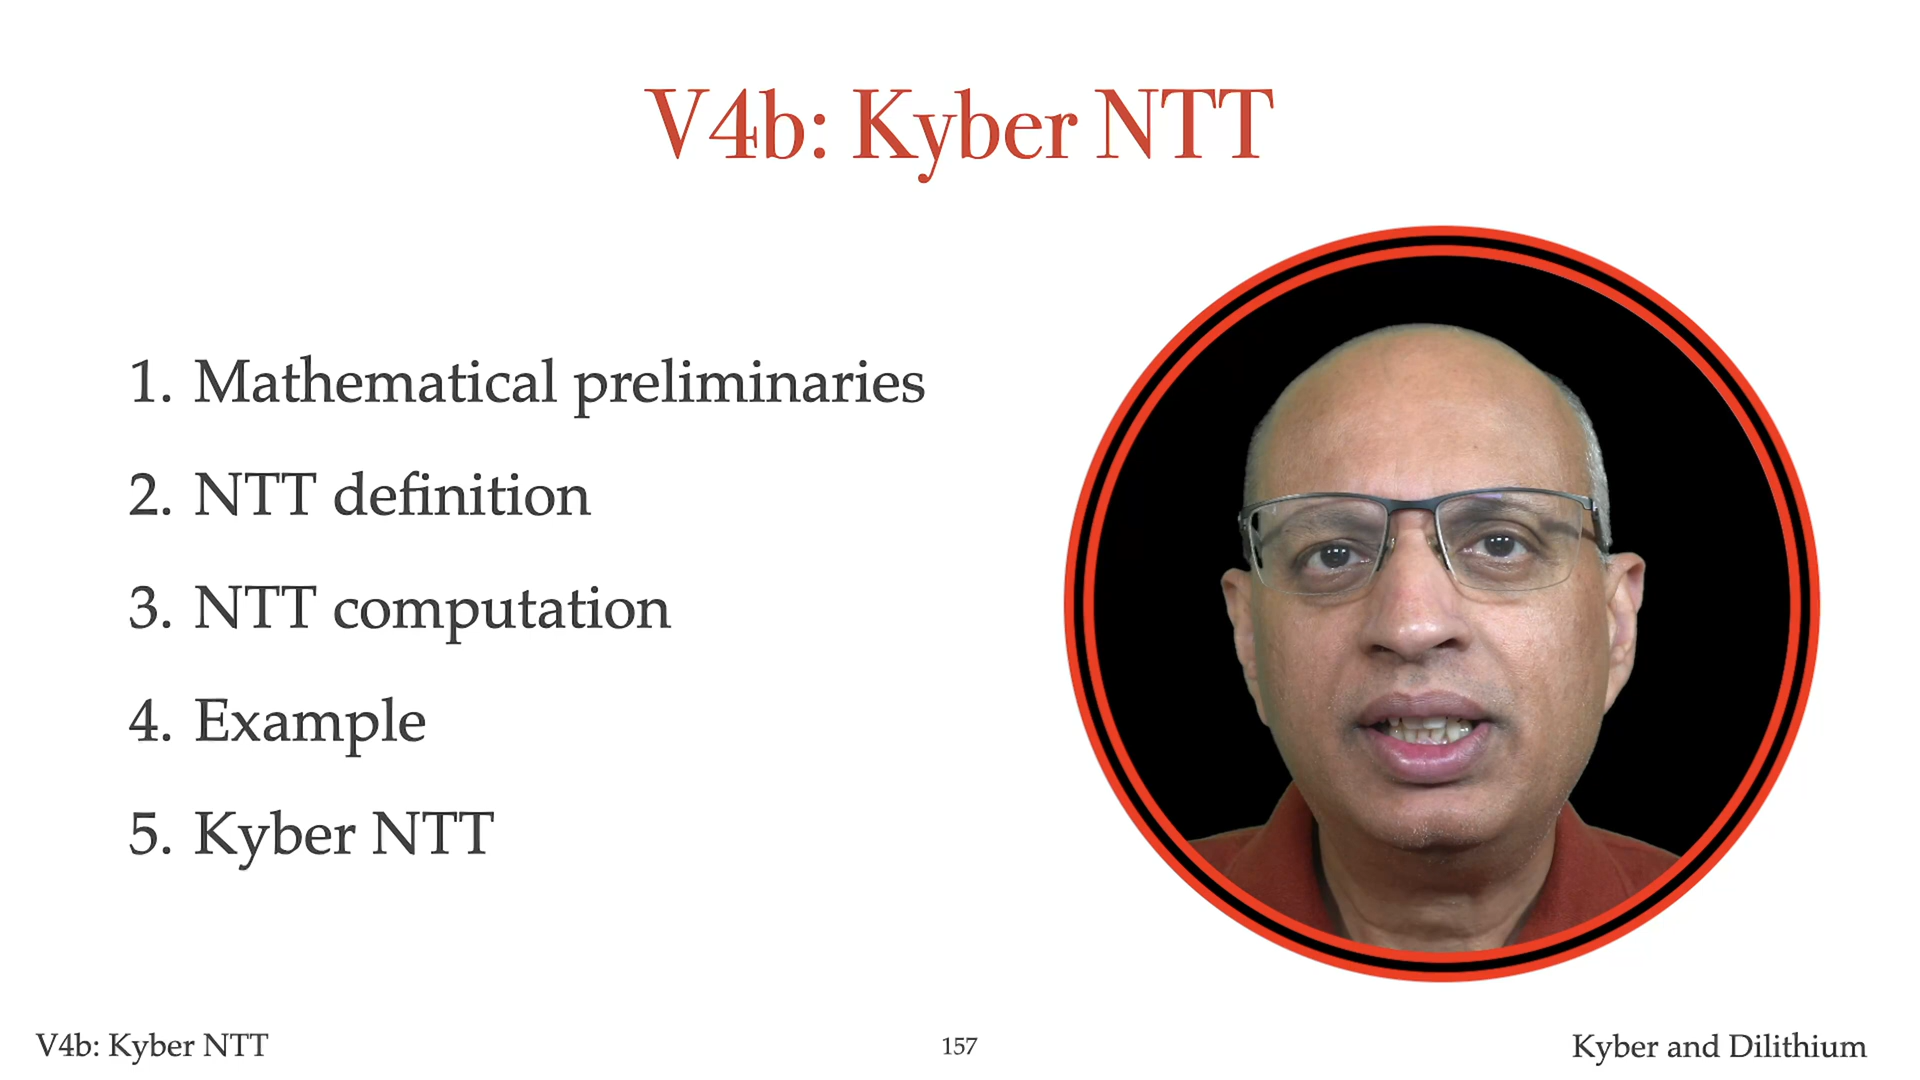 V4b: Kyber NTT
1. Mathematical preliminaries
2. NTT definition
3. NTT computation
4. Example
5. Kyber NTT
V4b: Kyber NTT
157
Kyber and Dilithium